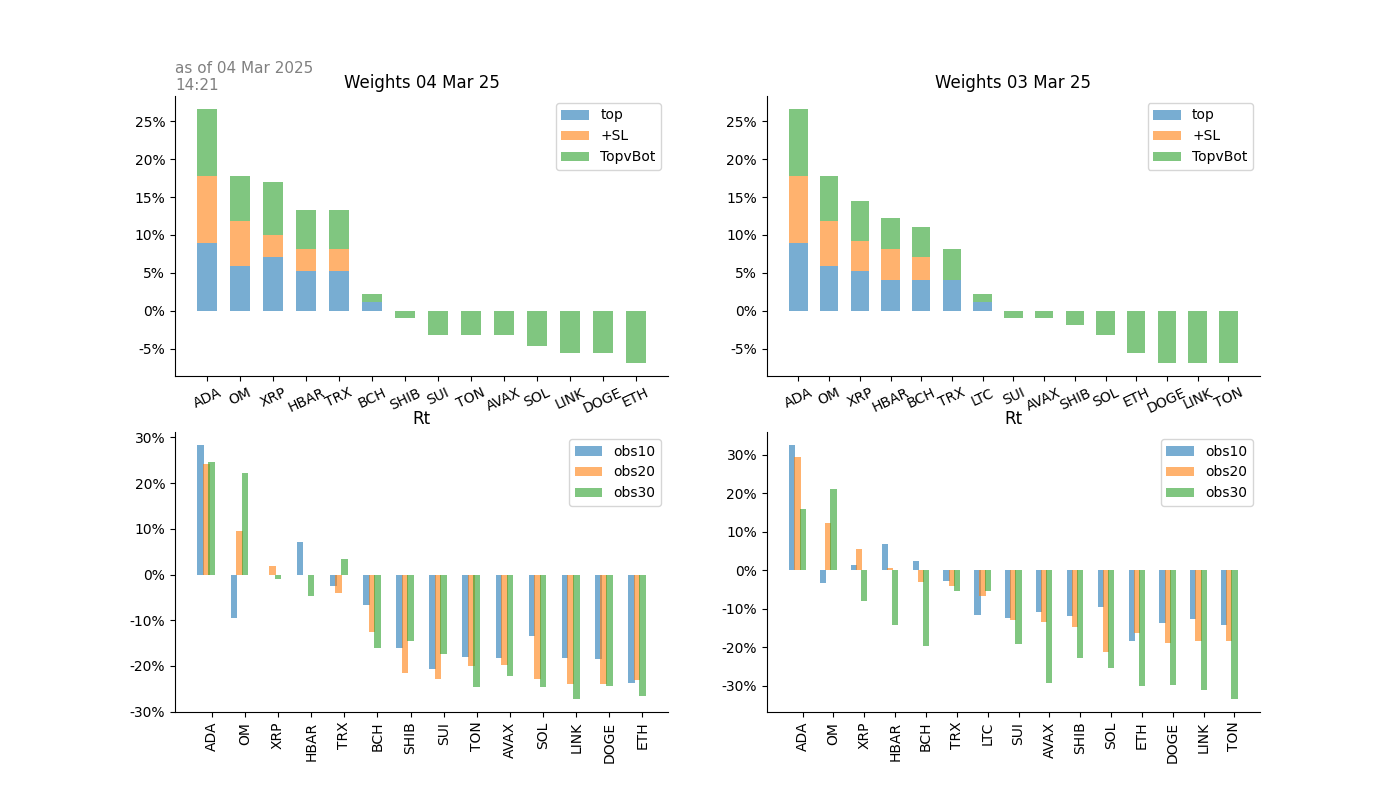 as of 04 Mar 2025
14:21
Weights 04 Mar 25
25%
20%
15%
10%
5%
0%
-5%
top
+SL
TopvBot
ADA OM XRP HBAR TRX BCH SHIB SUI TON AVAX SOL LINK DOGE ETH
Weights 03 Mar 25
25%
20%
15%
10%
5%
0%
-5%
top
+SL
TopvBot
ADA OM XRP HBAR BCH TRX LTC SUI AVAX SHIB SOL ETH DOGE LINK TON
Rt
30%
20%
10%
0%
-10%
-20%
-30%
obs10
obs20
obs30
ADA OM XRP HBAR TRX BCH SHIB SUI TON AVAX SOL LINK DOGE ETH
Rt
30%
20%
10%
0%
-10%
-20%
-30%
obs10
obs20
obs30
ADA OM XRP HBAR BCH TRX LTC SUI AVAX SHIB SOL ETH DOGE LINK TON